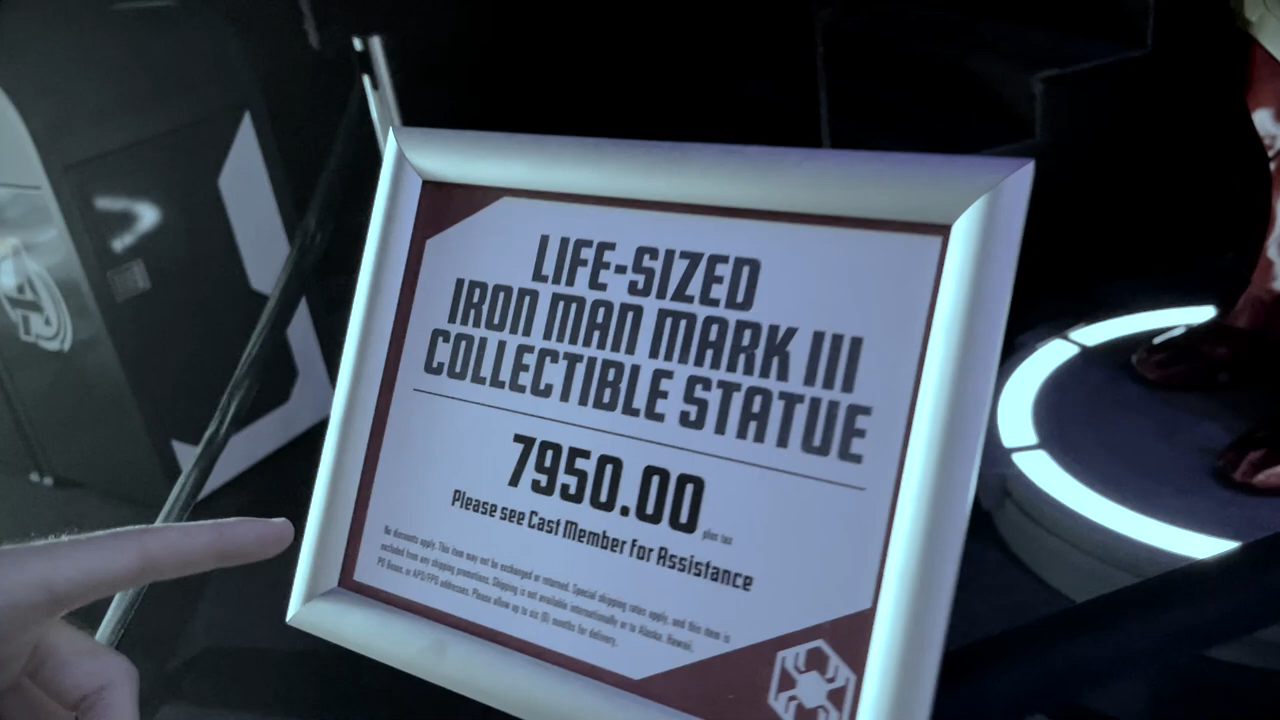 LIFE-SIZED
IRON MAN MARK III
COLLECTIBLE STATUE
7950.00 plus tax
Please see Cast Member for Assistance
No discounts apply. This item may not be exchanged or returned. Special shipping rates apply, and this item is
excluded from any shipping promotions. Shipping is not available internationally or to Alaska, Hawaii,
PO Boxes, or APO/FPO addresses. Please allow up to six (6) months for delivery.